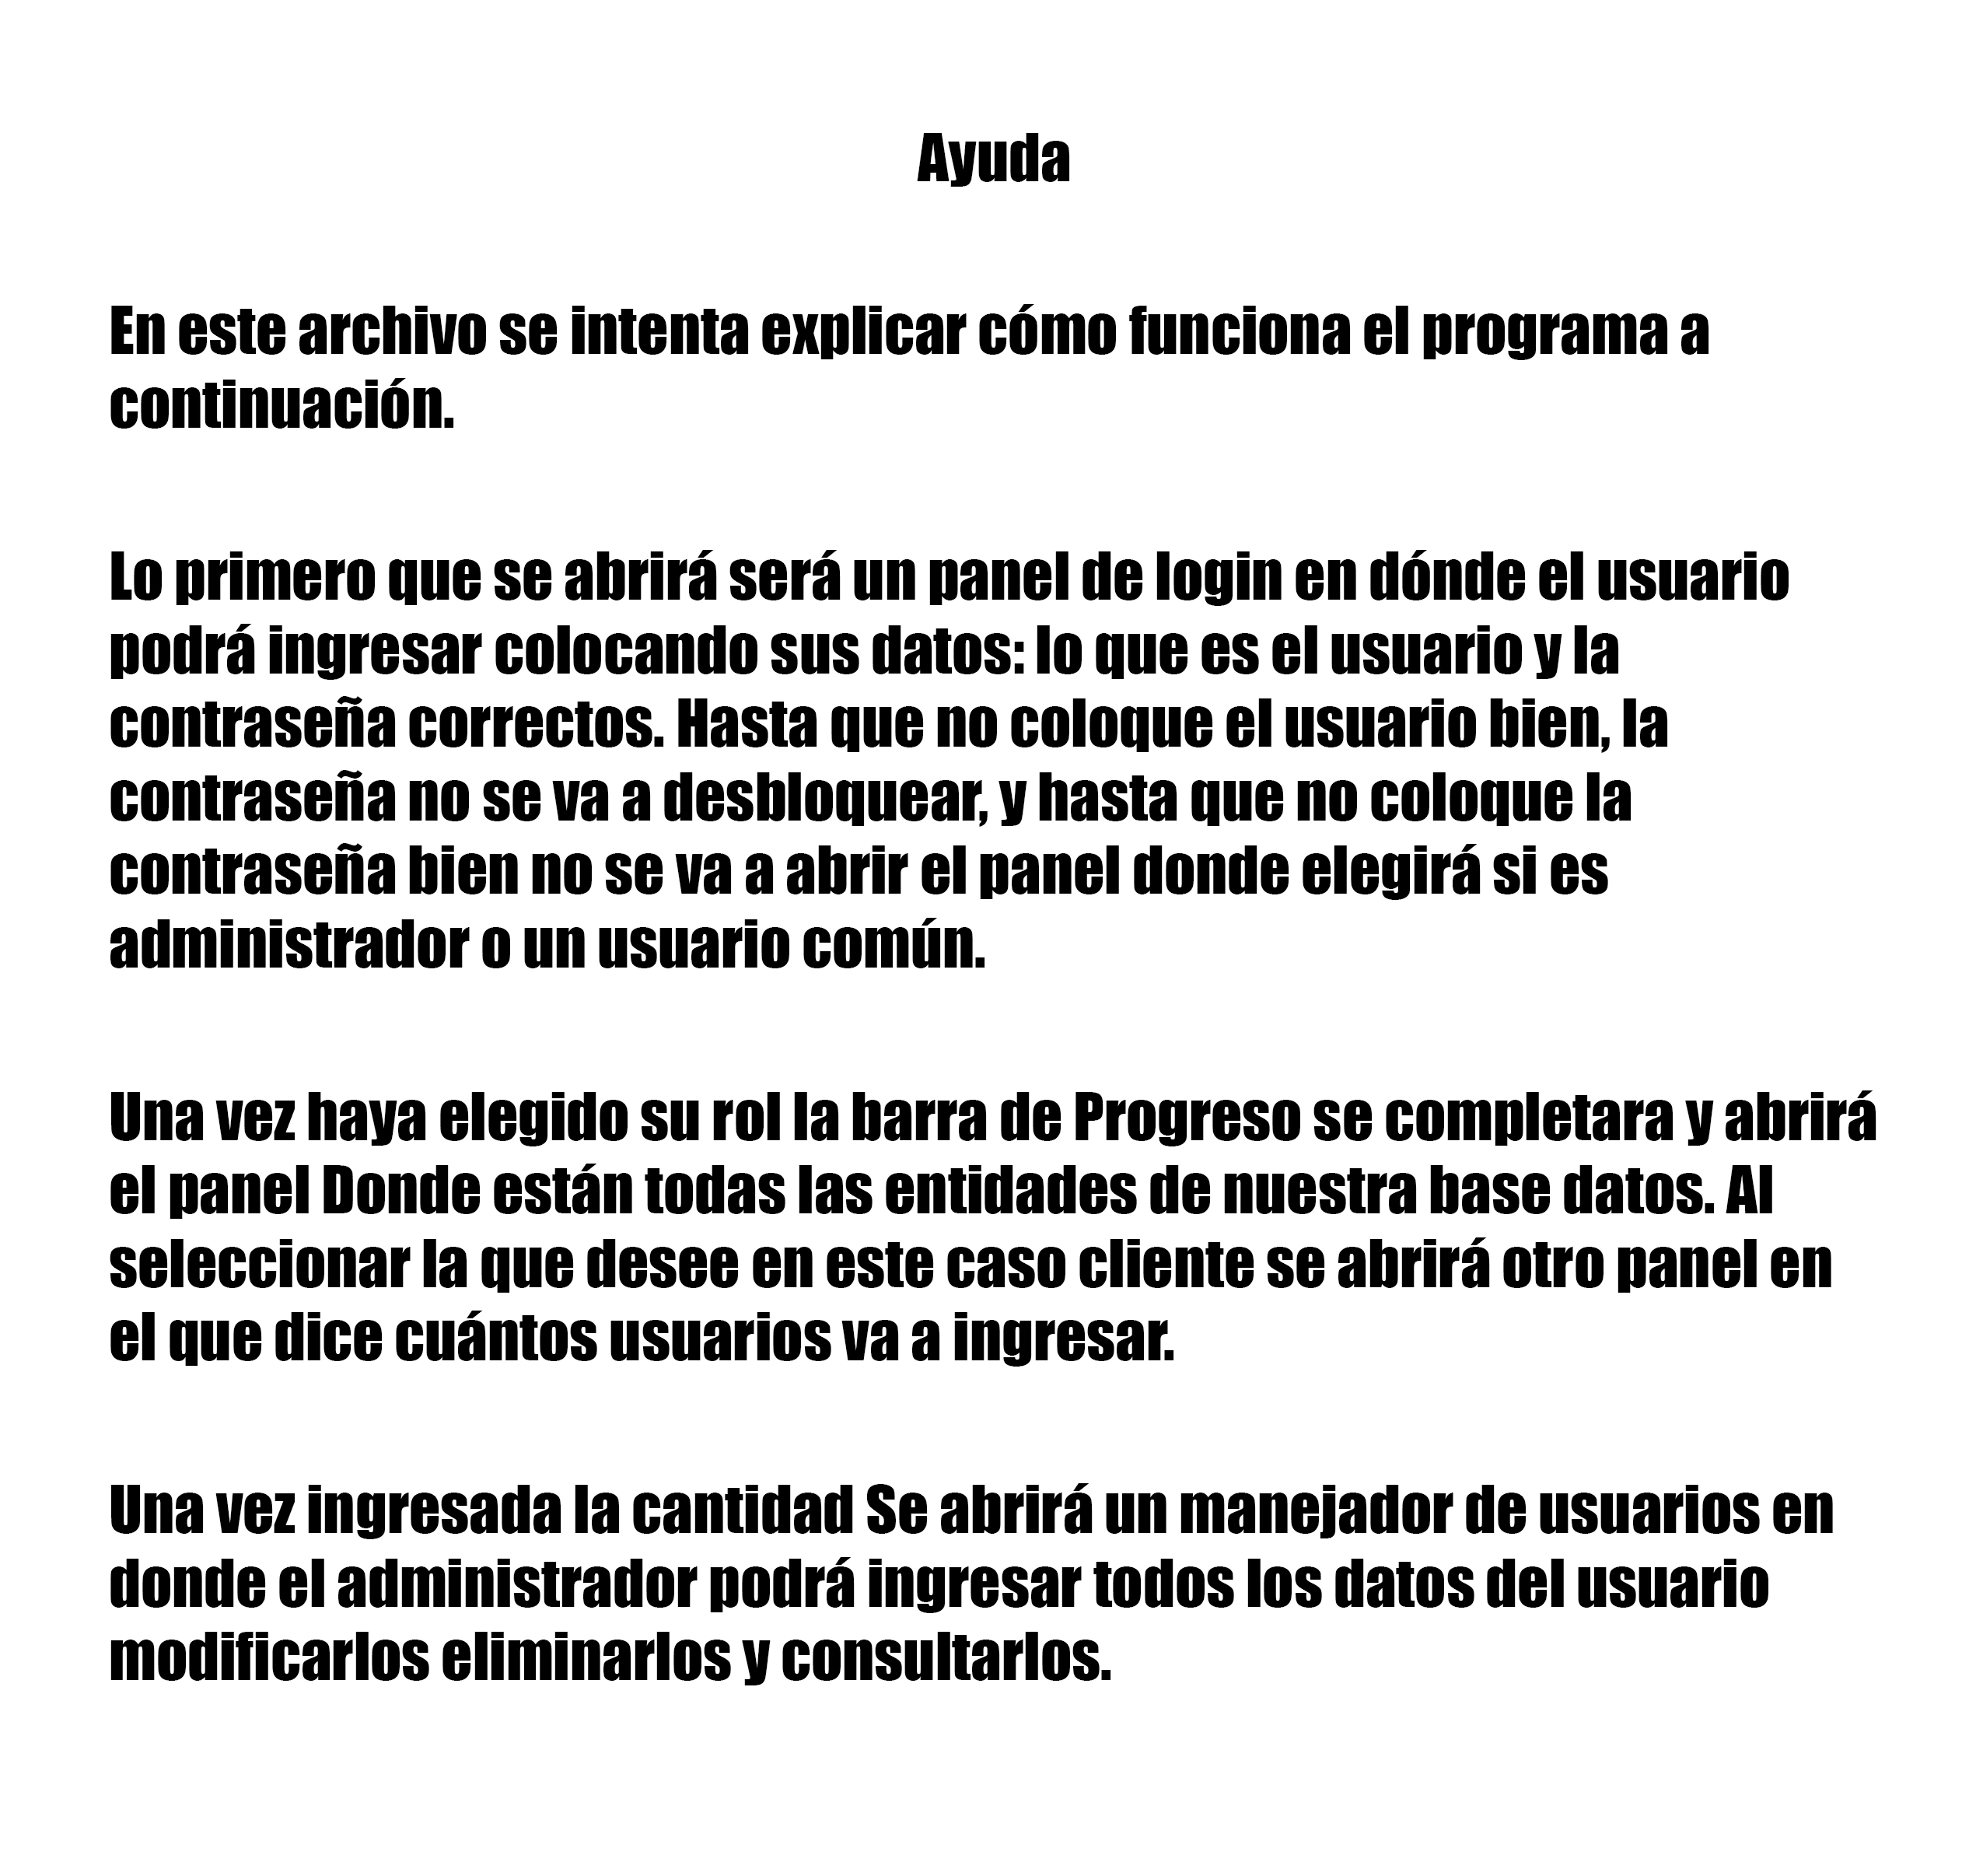 Ayuda
En este archivo se intenta explicar cómo funciona el programa a
continuación.
Lo primero que se abrirá será un panel de login en dónde el usuario
podrá ingresar colocando sus datos: lo que es el usuario y la
contraseña correctos. Hasta que no coloque el usuario bien, la
contraseña no se va a desbloquear, y hasta que no coloque la
contraseña bien no se va a abrir el panel donde elegirá si es
administrador o un usuario común.
Una vez haya elegido su rol la barra de Progreso se completara y abrirá
el panel Donde están todas las entidades de nuestra base datos. Al
seleccionar la que desee en este caso cliente se abrirá otro panel en
el que dice cuántos usuarios va a ingresar.
Una vez ingresada la cantidad Se abrirá un manejador de usuarios en
donde el administrador podrá ingresar todos los datos del usuario
modificarlos eliminarlos y consultarlos.